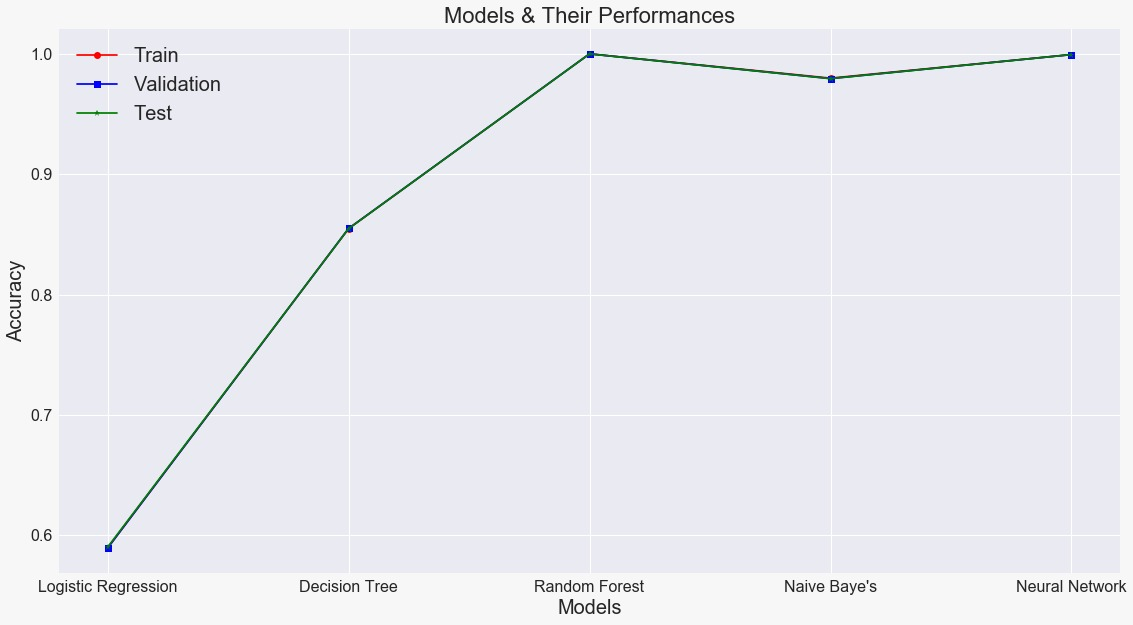 Models & Their Performances
Train
Validation
Test
1.0
0.9
0.8
0.7
0.6
Accuracy
Logistic Regression
Decision Tree
Random Forest
Naive Baye's
Neural Network
Models